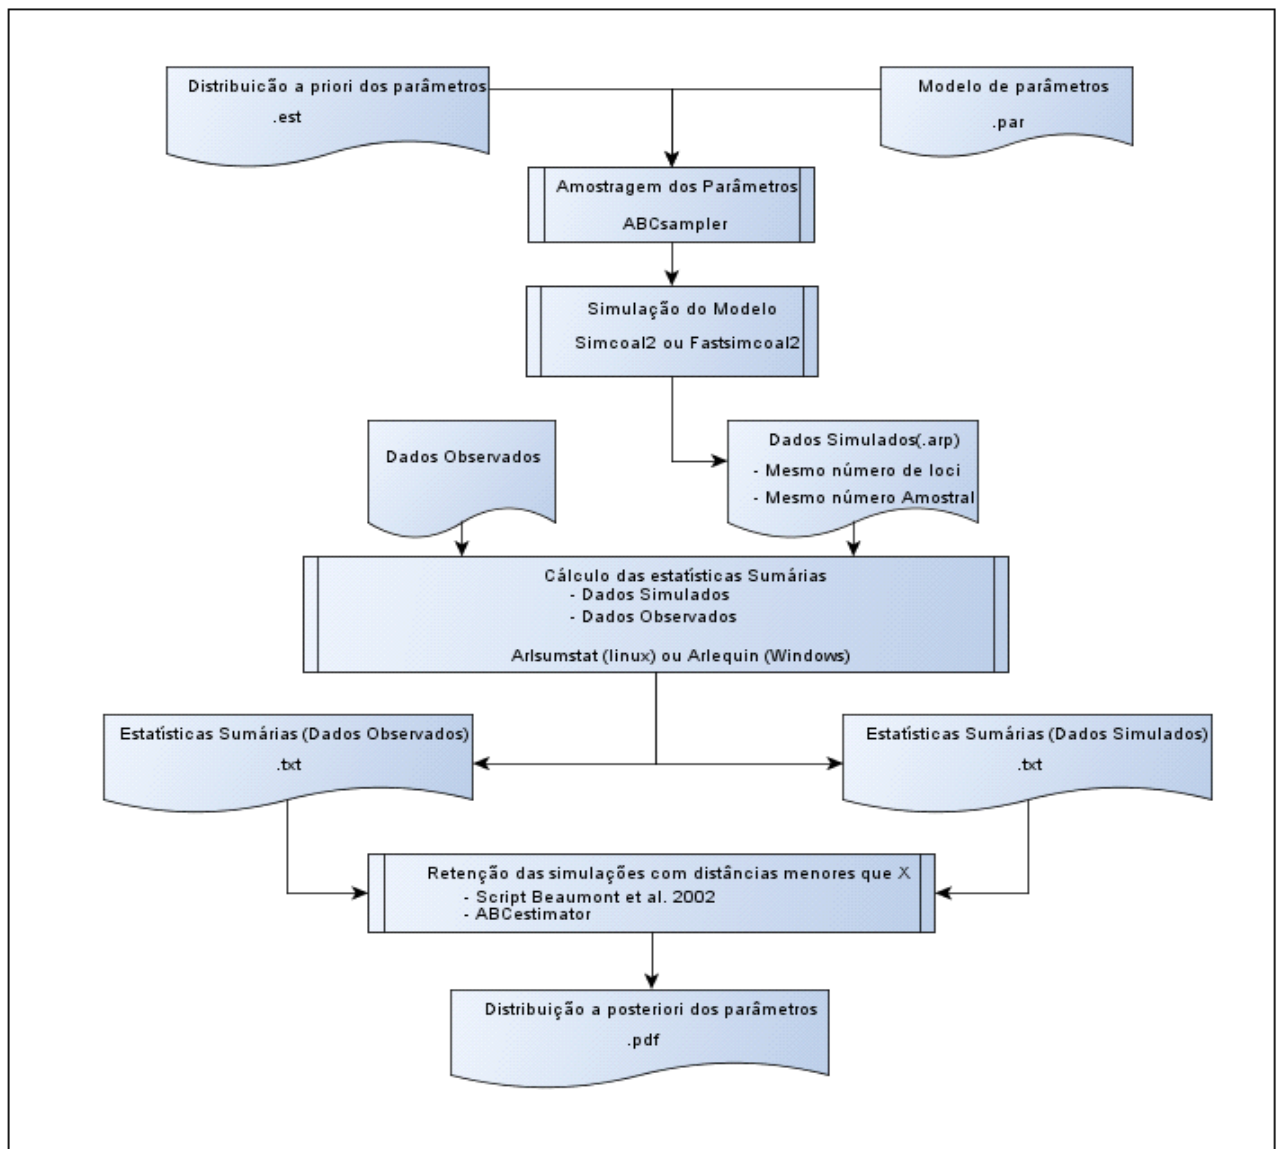 Distribuicão a priori dos parâmetros
.est
Modelo de parâmetros
.par
Amostragem dos Parâmetros
ABCsampler
Simulação do Modelo
Simcoal2 ou Fastsimcoal2
Dados Observados
Dados Simulados(.arp)
- Mesmo número de loci
- Mesmo número Amostral
Cálculo das estatísticas Sumárias
- Dados Simulados
- Dados Observados
Arlsumstat (linux) ou Arlequin (Windows)
Estatísticas Sumárias (Dados Observados)
.txt
Estatísticas Sumárias (Dados Simulados)
.txt
Retenção das simulações com distâncias menores que X
- Script Beaumont et al. 2002
- ABCestimator
Distribuição a posteriori dos parâmetros
.pdf